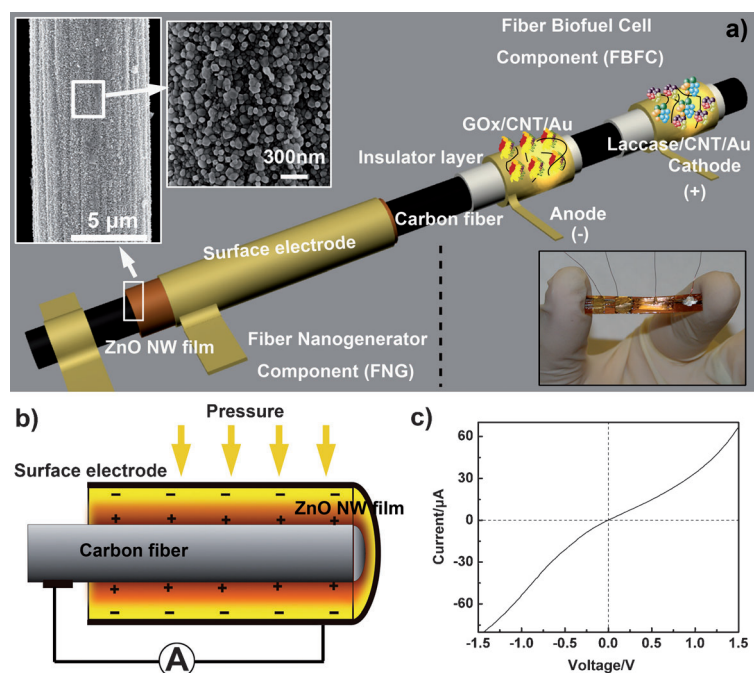 a)
Fiber Biofuel Cell
Component (FBFC)
GOx/CNT/Au
Laccase/CNT/Au
Cathode
(+)
Insulator layer
300nm
5 µm
Carbon fiber
Anode
(-)
Surface electrode
ZnO NW film
Fiber Nanogenerator
Component (FNG)
b)
Pressure
Surface electrode
- - - -
ZnO NW film
+ + + + +
Carbon fiber
+ + + + +
- - - - -
A
c)
Current/µA
60
30
0
-30
-60
-1.5 -1.0 -0.5 0.0 0.5 1.0 1.5
Voltage/V